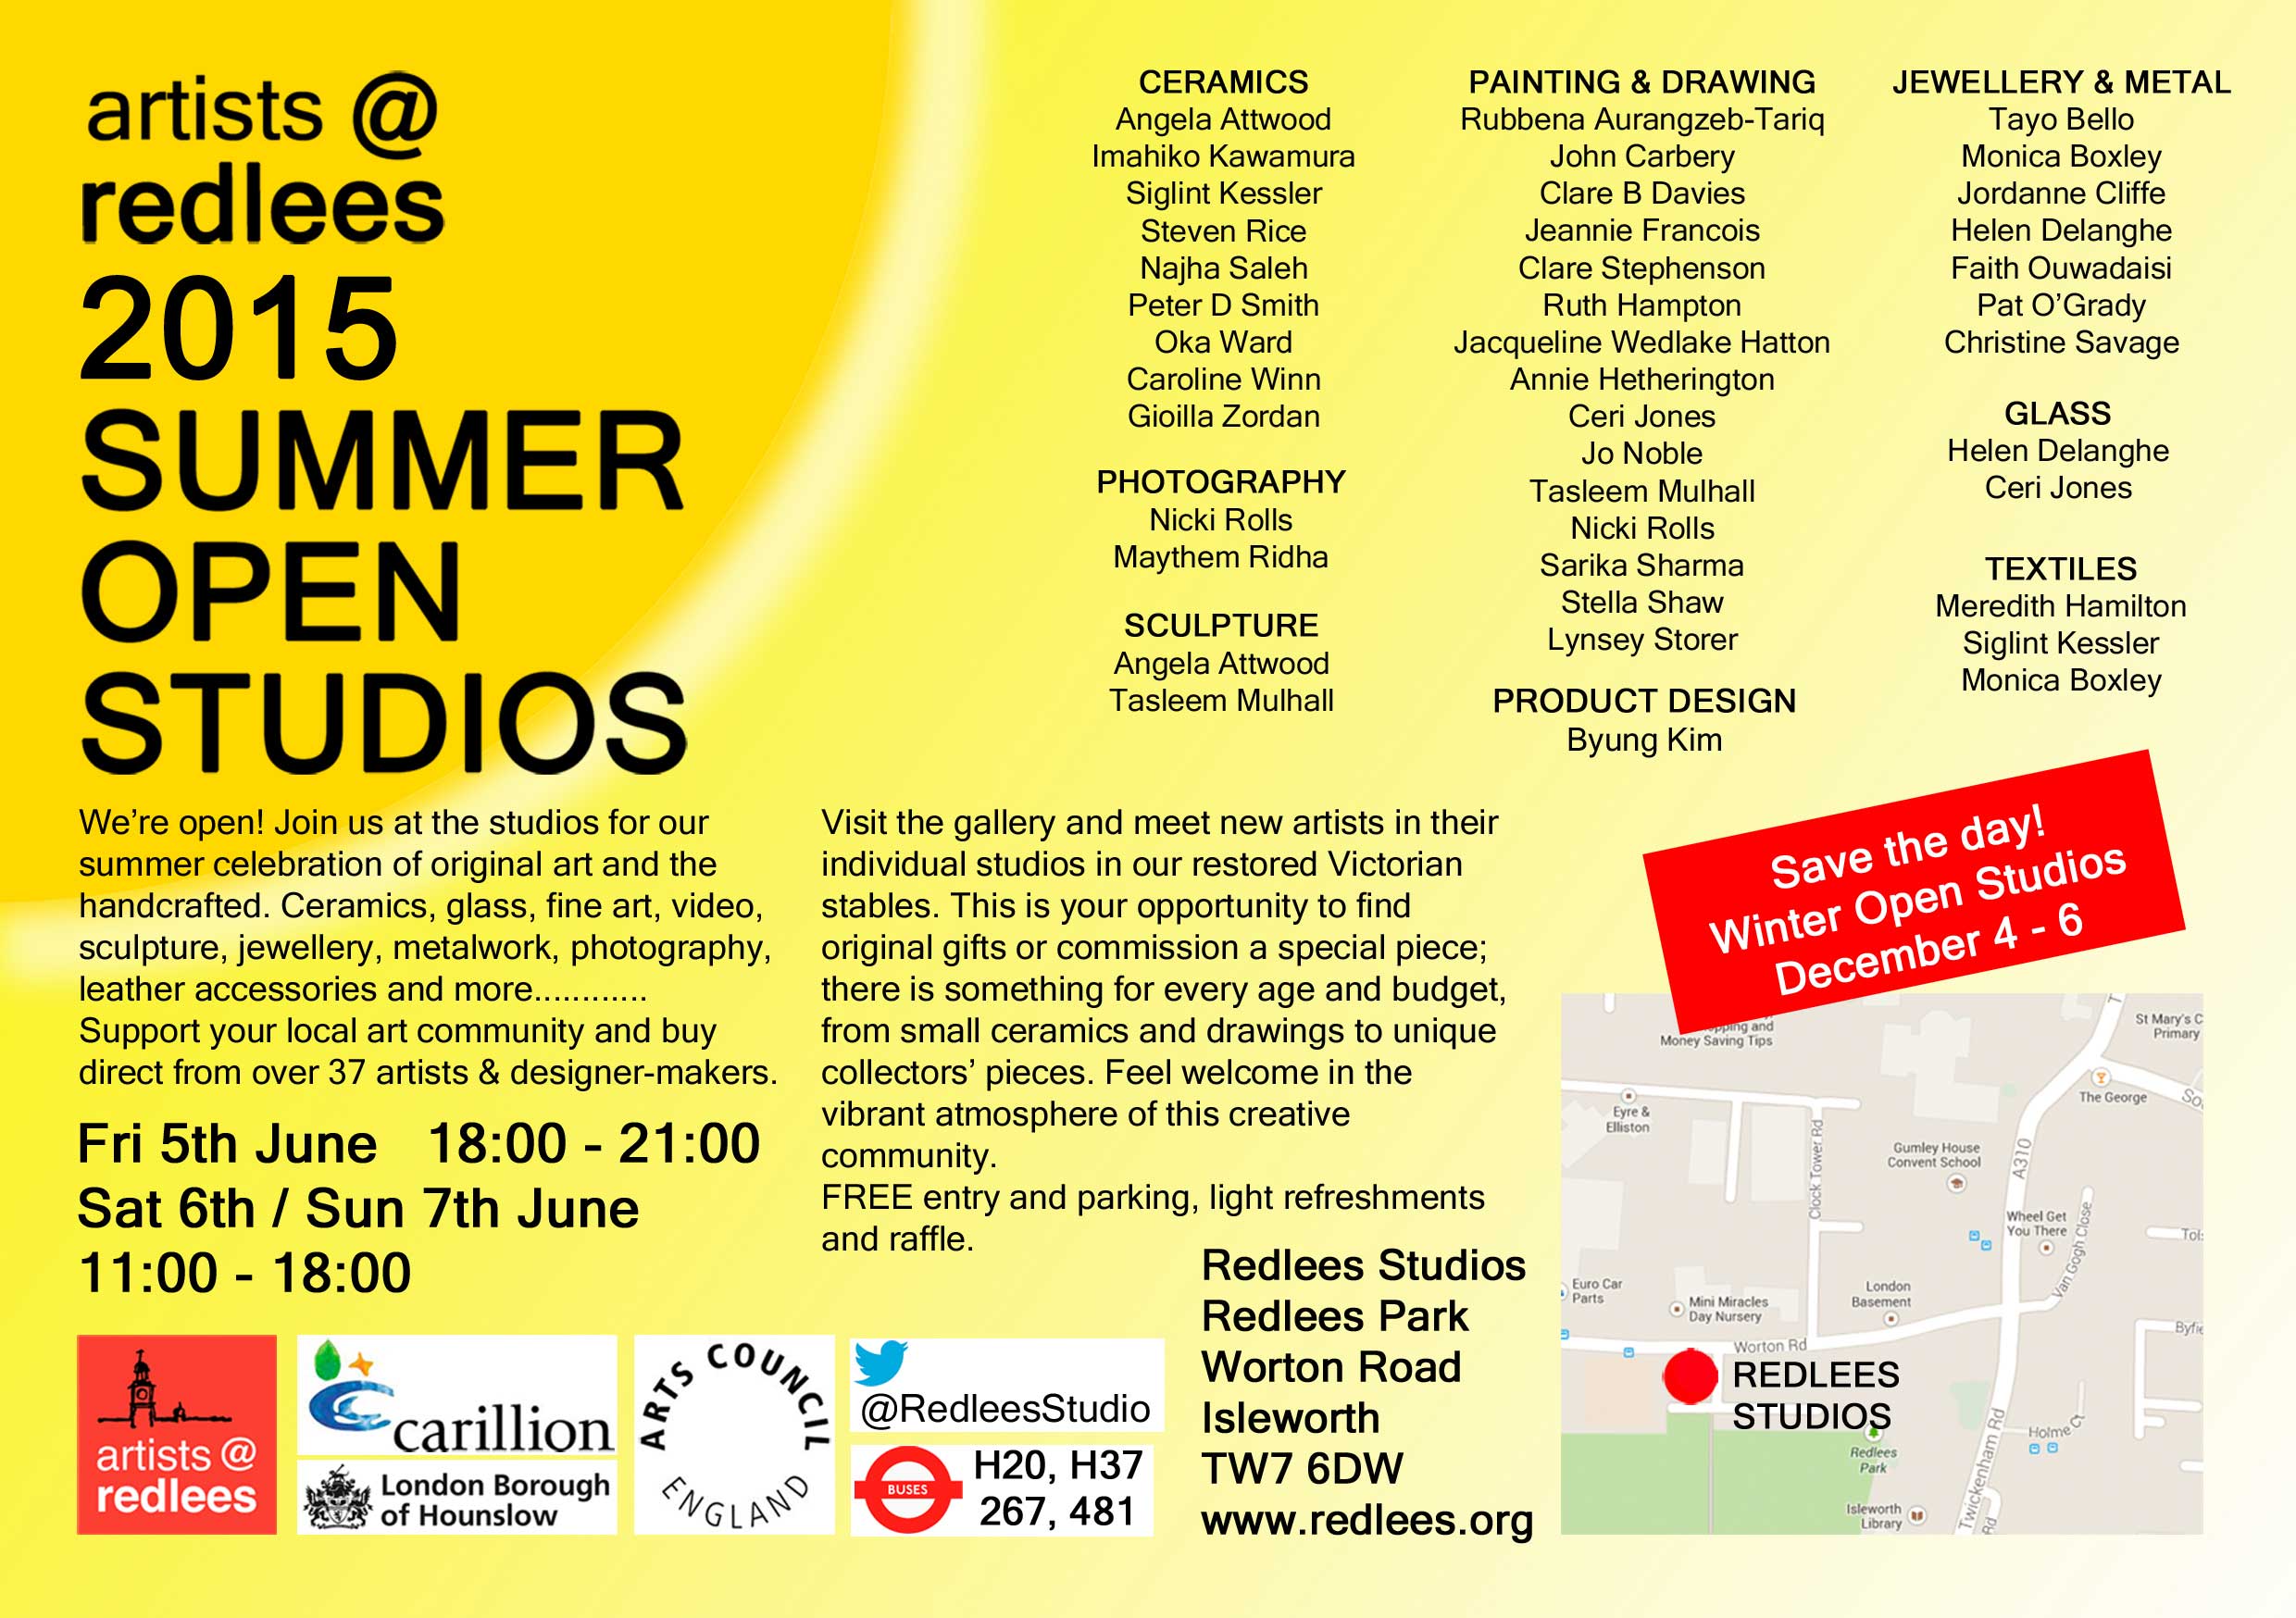 artists @
redlees
2015
SUMMER
OPEN
STUDIOS
We're open! Join us at the studios for our
summer celebration of original art and the
handcrafted. Ceramics, glass, fine art, video,
sculpture, jewellery, metalwork, photography,
leather accessories and more............
Support your local art community and buy
direct from over 37 artists & designer-makers.
Fri 5th June 18:00 - 21:00
Sat 6th / Sun 7th June
11:00 - 18:00
CERAMICS
Angela Attwood
Imahiko Kawamura
Siglint Kessler
Steven Rice
Najha Saleh
Peter D Smith
Oka Ward
Caroline Winn
Gioilla Zordan
PHOTOGRAPHY
Nicki Rolls
Maythem Ridha
SCULPTURE
Angela Attwood
Tasleem Mulhall
PAINTING & DRAWING
Rubbena Aurangzeb-Tariq
John Carbery
Clare B Davies
Jeannie Francois
Clare Stephenson
Ruth Hampton
Jacqueline Wedlake Hatton
Annie Hetherington
Ceri Jones
Jo Noble
Tasleem Mulhall
Nicki Rolls
Sarika Sharma
Stella Shaw
Lynsey Storer
PRODUCT DESIGN
Byung Kim
JEWELLERY & METAL
Tayo Bello
Monica Boxley
Jordanne Cliffe
Helen Delanghe
Faith Ouwadaisi
Pat O'Grady
Christine Savage
GLASS
Helen Delanghe
Ceri Jones
TEXTILES
Meredith Hamilton
Siglint Kessler
Monica Boxley
Visit the gallery and meet new artists in their
individual studios in our restored Victorian
stables. This is your opportunity to find
original gifts or commission a special piece;
there is something for every age and budget,
from small ceramics and drawings to unique
collectors' pieces. Feel welcome in the
vibrant atmosphere of this creative
community.
FREE entry and parking, light refreshments
and raffle.
Save the day!
Winter Open Studios
December 4 - 6
Redlees Studios
Redlees Park
Worton Road
Isleworth
TW7 6DW
www.redlees.org
artists @
redlees
carillion
London Borough
of Hounslow
ARTS COUNCIL
ENGLAND
@RedleesStudio
BUSES
H20, H37
267, 481
and
Money Saving Tips
St Mary's C
Primary
The George
Eyre &
Elliston
Clock Tower Rd
Gumley House
Convent School
A310
Wheel Get
You There
Van Gogh Close
Euro Car
Parts
Mini Miracles
Day Nursery
London
Basement
Worton Rd
REDLEES
STUDIOS
Redlees
Park
Holme Ct
Isleworth
Library
Twickenham Rd
Rd